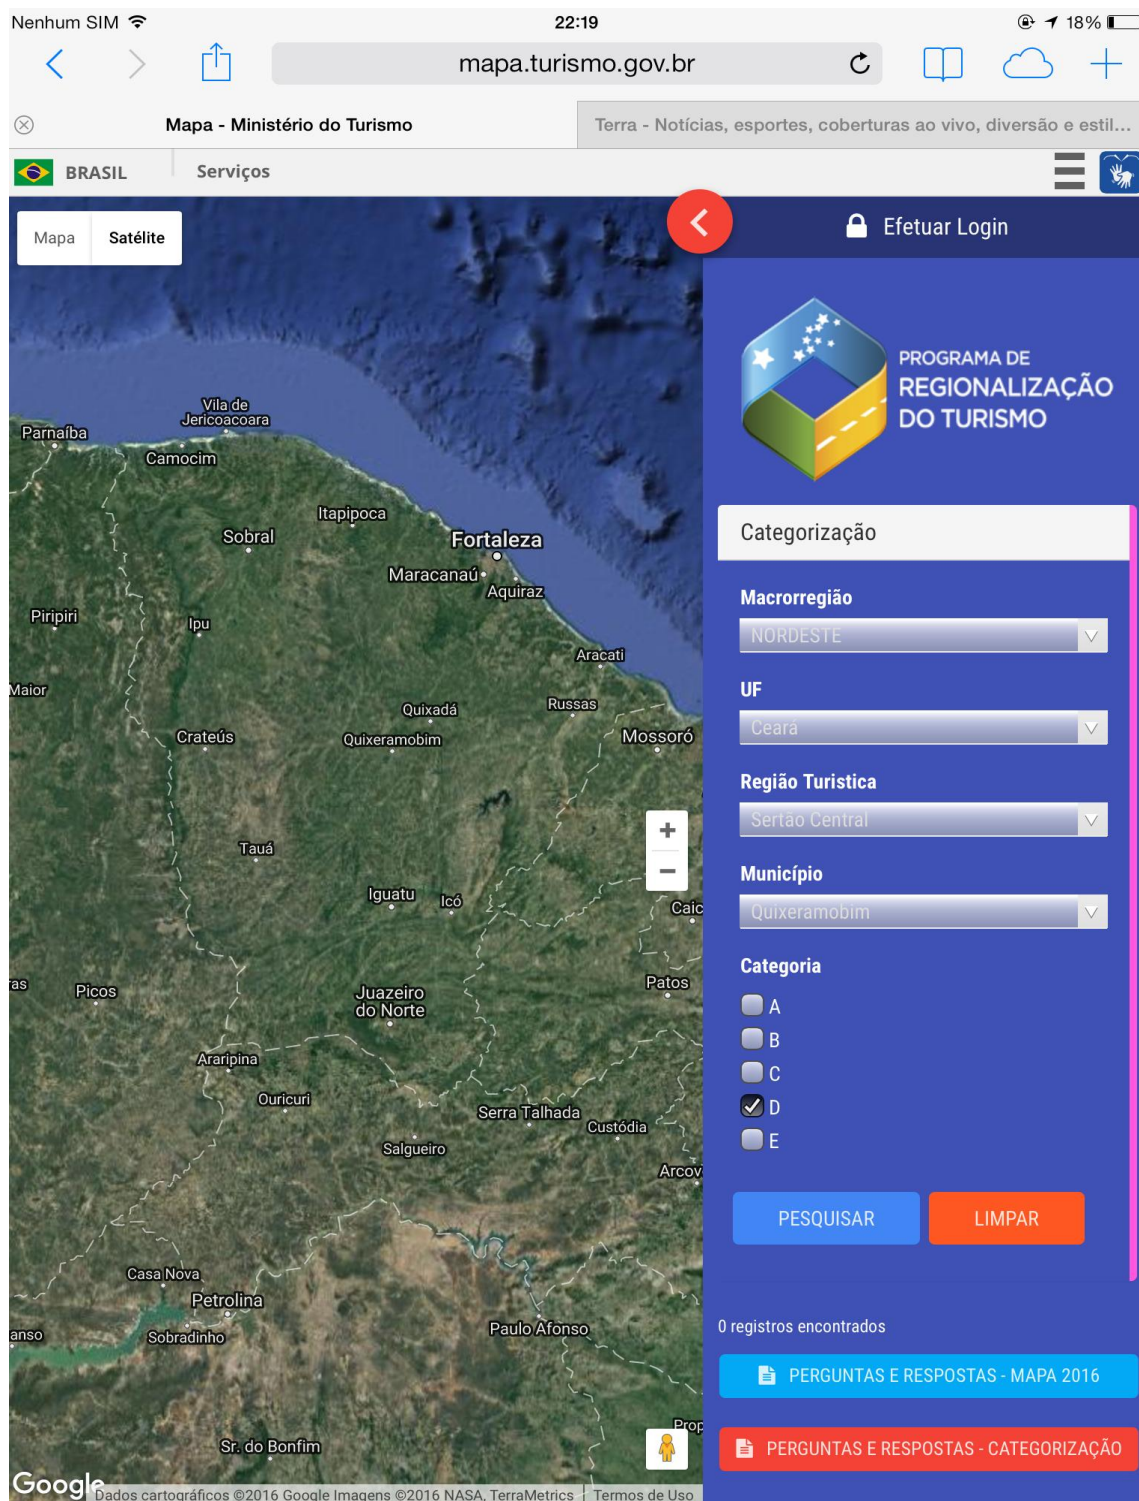 Nenhum SIM
22:19
18%
mapa.turismo.gov.br
Mapa - Ministério do Turismo
Terra - Notícias, esportes, coberturas ao vivo, diversão e estil...
BRASIL
Serviços
Mapa
Satélite
Efetuar Login
PROGRAMA DE
REGIONALIZAÇÃO
DO TURISMO
Vila de
Jericoacoara
Parnaíba
Camocim
Itapipoca
Sobral
Fortaleza
Maracanaú
Aquiraz
Piripiri
Ipu
Aracati
Maior
Quixadá
Russas
Crateús
Quixeramobim
Mossoró
Tauá
Iguatu
Icó
Caic
Patos
as
Picos
Juazeiro
do Norte
Araripina
Ouricuri
Serra Talhada
Custódia
Salgueiro
Arcov
Casa Nova
Petrolina
anso
Sobradinho
Paulo Afonso
Prop
Sr. do Bonfim
Google
Dados cartográficos ©2016 Google Imagens ©2016 NASA, TerraMetrics
Termos de Uso
Categorização
Macrorregião
NORDESTE
UF
Ceará
Região Turistica
Sertão Central
Município
Quixeramobim
Categoria
A
B
C
D
E
PESQUISAR
LIMPAR
0 registros encontrados
PERGUNTAS E RESPOSTAS - MAPA 2016
PERGUNTAS E RESPOSTAS - CATEGORIZAÇÃO